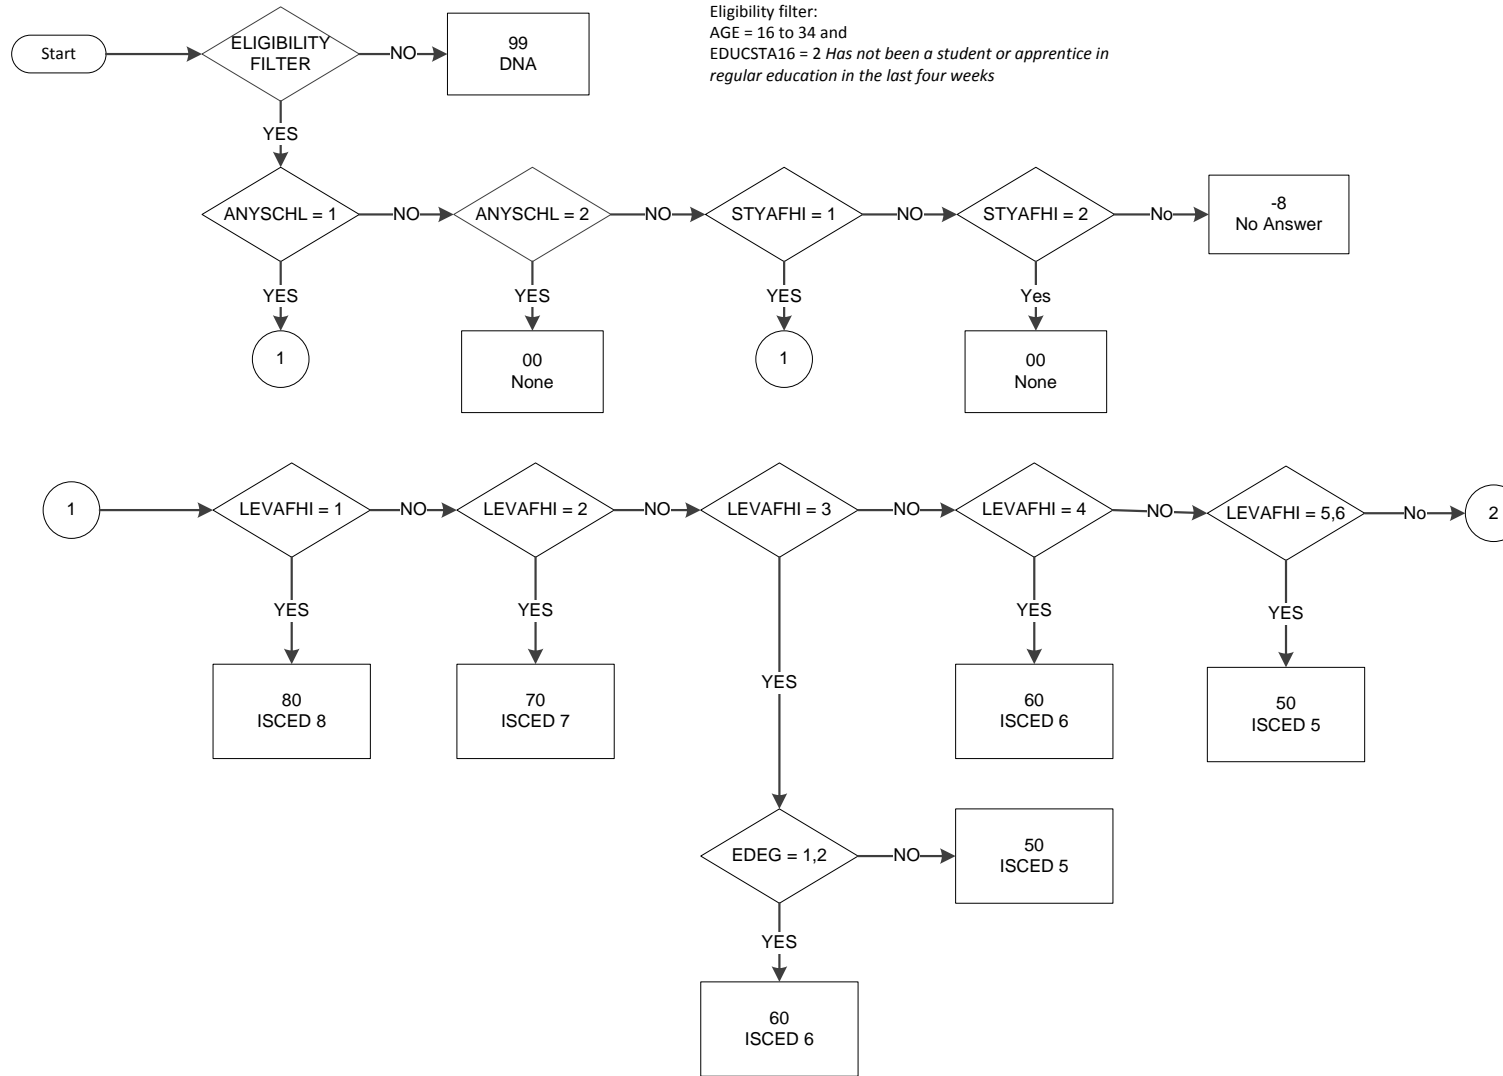 Eligibility filter:
AGE = 16 to 34 and
EDUCSTA16 = 2 Has not been a student or apprentice in
regular education in the last four weeks
Start
ELIGIBILITY
FILTER
NO
99
DNA
YES
ANYSCHL = 1
NO
ANYSCHL = 2
NO
STYAFHI = 1
NO
STYAFHI = 2
No
-8
No Answer
YES
YES
YES
Yes
1
00
None
1
00
None
1
LEVAFHI = 1
NO
LEVAFHI = 2
NO
LEVAFHI = 3
NO
LEVAFHI = 4
NO
LEVAFHI = 5,6
No
2
YES
YES
YES
YES
YES
80
ISCED 8
70
ISCED 7
60
ISCED 6
50
ISCED 5
EDEG = 1,2
NO
50
ISCED 5
YES
60
ISCED 6